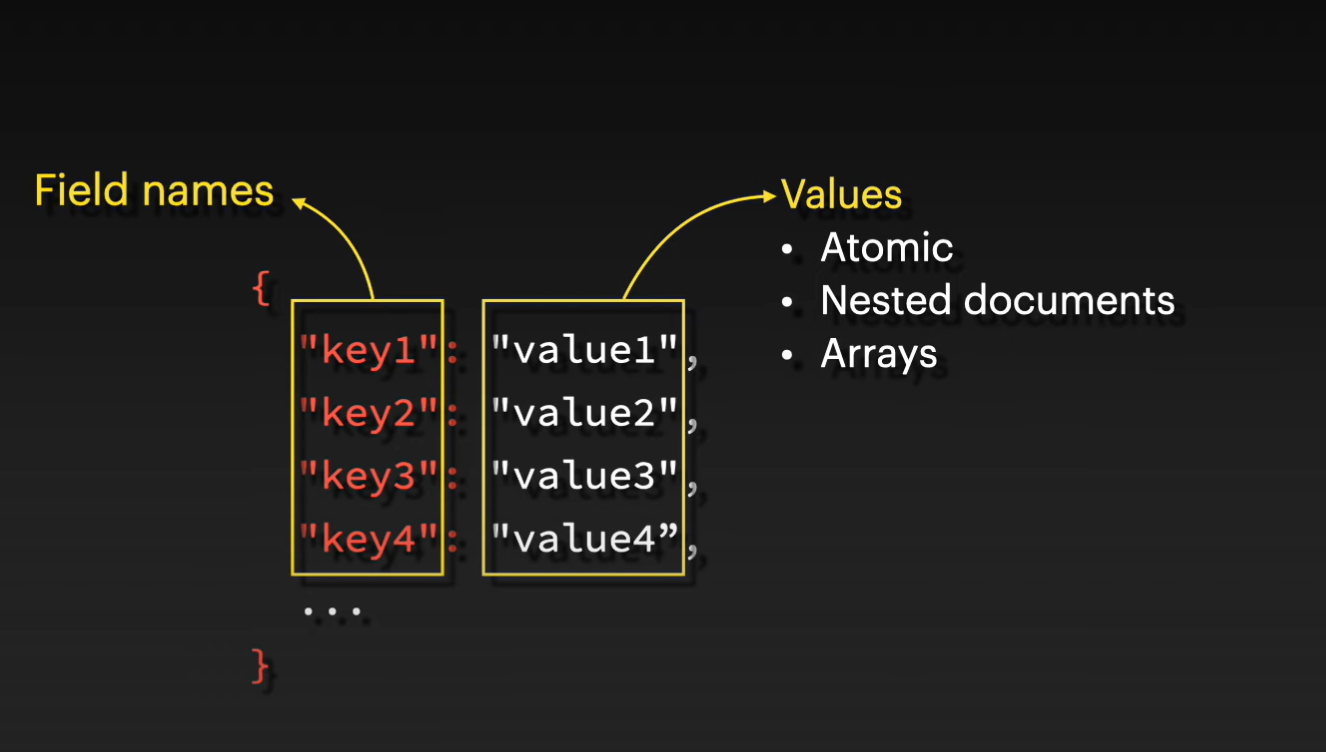 Field names
Values
• Atomic
• Nested documents
• Arrays
{
"key1": "value1",
"key2": "value2",
"key3": "value3",
"key4": "value4”,
...
}